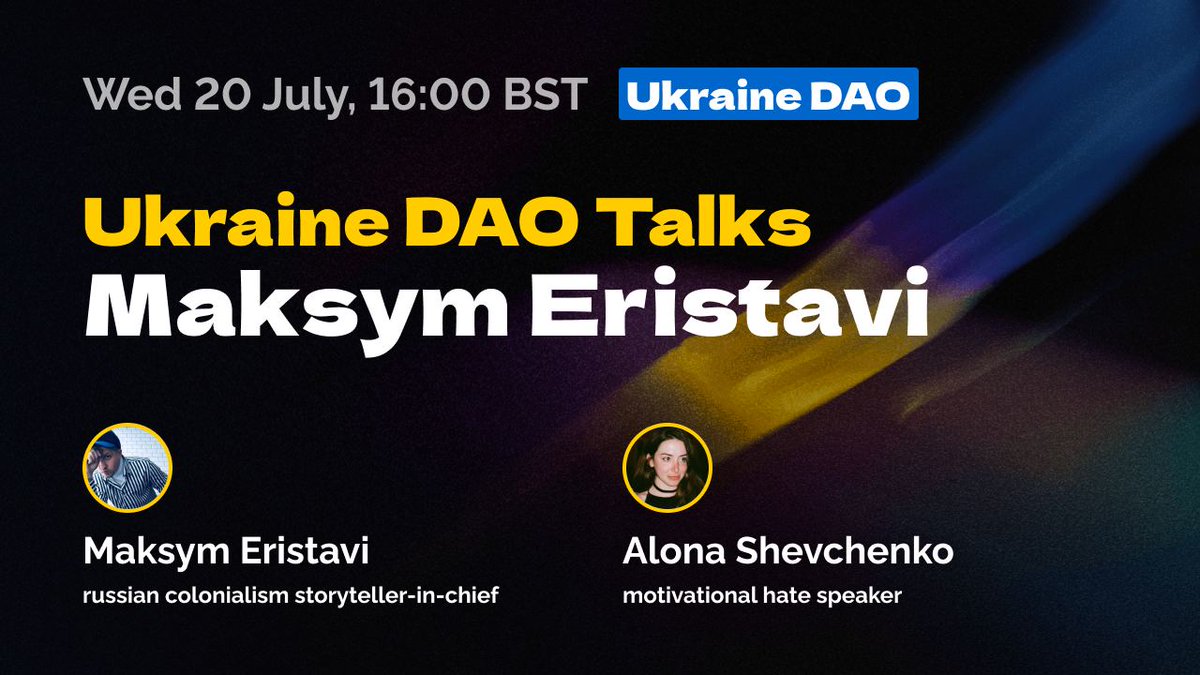 Wed 20 July, 16:00 BST
Ukraine DAO
Ukraine DAO Talks
Maksym Eristavi
Maksym Eristavi
russian colonialism storyteller-in-chief
Alona Shevchenko
motivational hate speaker